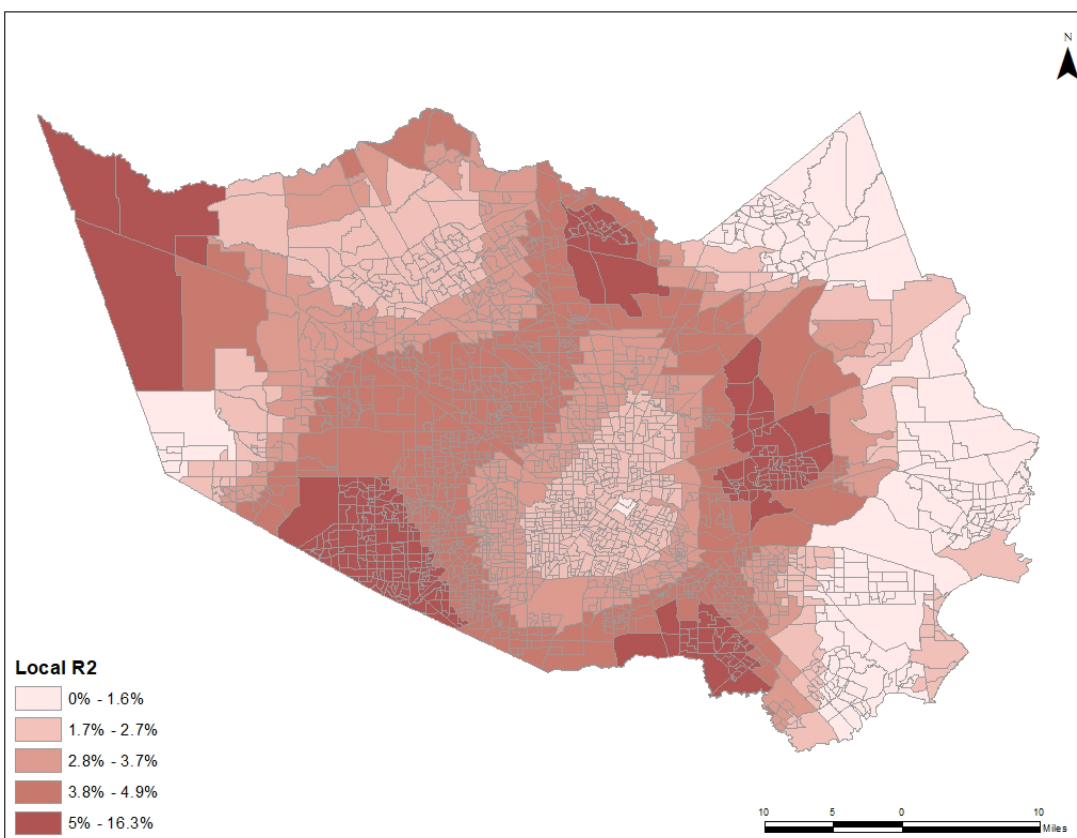 N
Local R2
0% - 1.6%
1.7% - 2.7%
2.8% - 3.7%
3.8% - 4.9%
5% - 16.3%
10 5 0 10
Miles